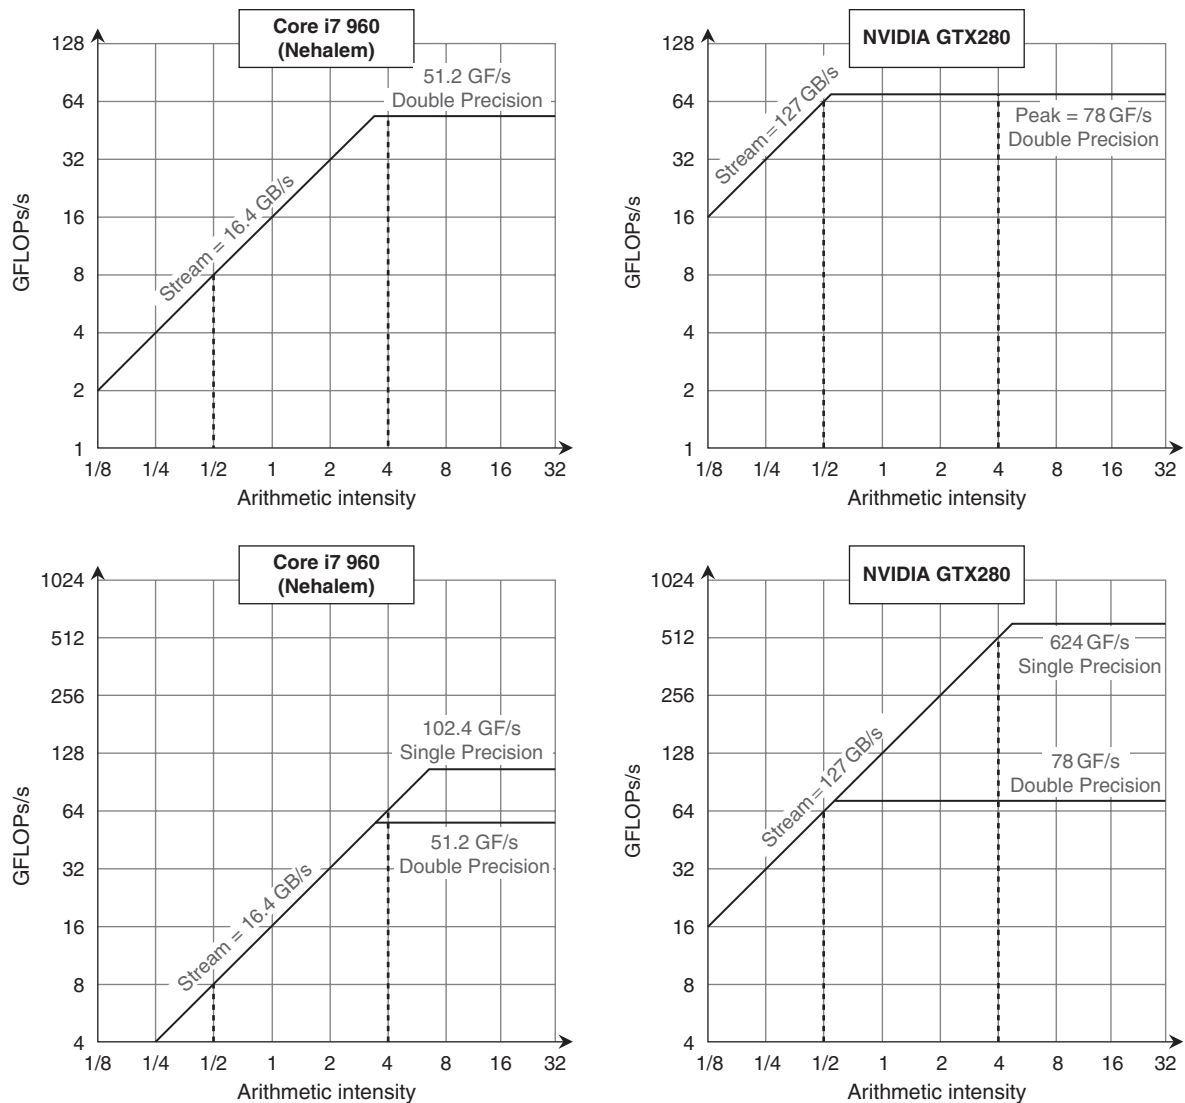 Core i7 960
(Nehalem)
128
64
32
16
8
4
2
1
GFLOPs/s
51.2 GF/s
Double Precision
Stream = 16.4 GB/s
1/8 1/4 1/2 1 2 4 8 16 32
Arithmetic intensity
NVIDIA GTX280
128
64
32
16
8
4
2
1
GFLOPs/s
Stream = 127 GB/s
Peak = 78 GF/s
Double Precision
1/8 1/4 1/2 1 2 4 8 16 32
Arithmetic intensity
Core i7 960
(Nehalem)
1024
512
256
128
64
32
16
8
4
GFLOPs/s
102.4 GF/s
Single Precision
51.2 GF/s
Double Precision
Stream = 16.4 GB/s
1/8 1/4 1/2 1 2 4 8 16 32
Arithmetic intensity
NVIDIA GTX280
1024
512
256
128
64
32
16
8
4
GFLOPs/s
624 GF/s
Single Precision
78 GF/s
Double Precision
Stream = 127 GB/s
1/8 1/4 1/2 1 2 4 8 16 32
Arithmetic intensity